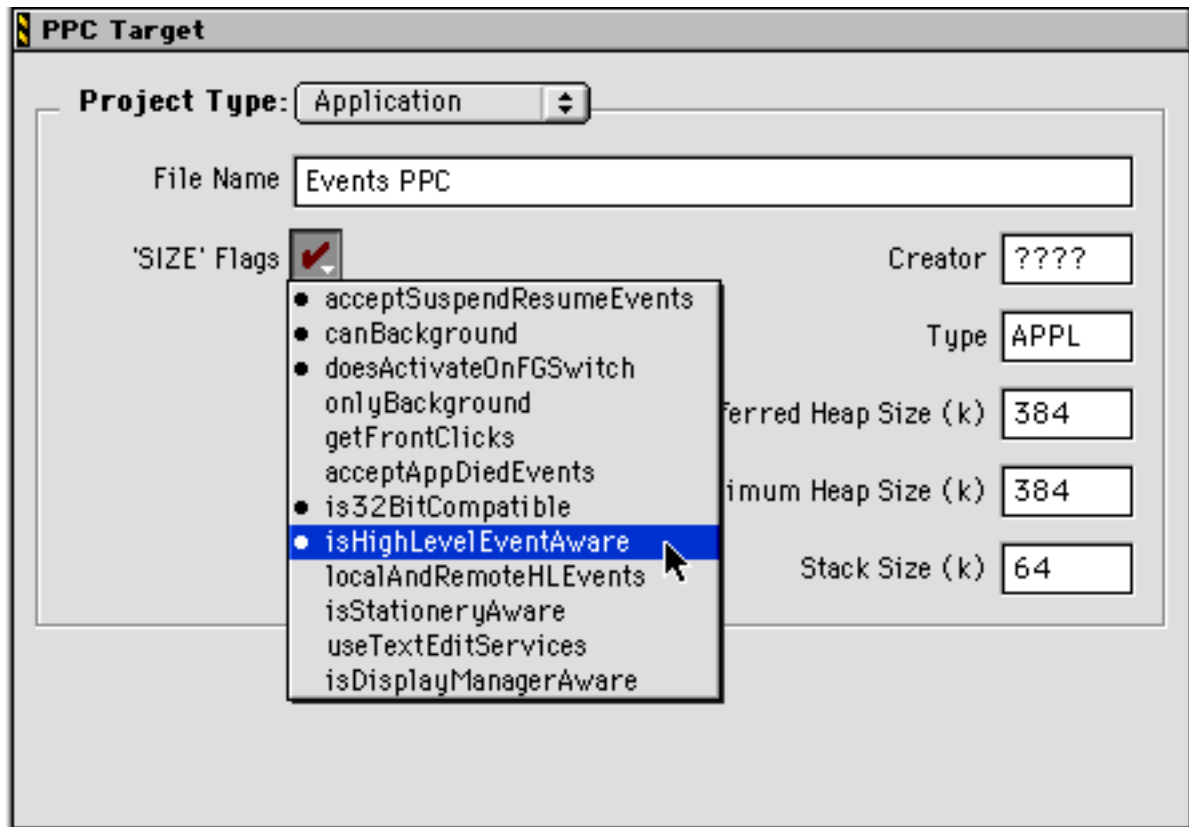 PPC Target
Project Type: Application
File Name Events PPC
'SIZE' Flags
Creator ????
acceptSuspendResumeEvents
canBackground
Type APPL
doesActivateOnFGSwitch
onlyBackground
ferred Heap Size (k) 384
getFrontClicks
acceptAppDiedEvents
imum Heap Size (k) 384
is32BitCompatible
isHighLevelEventAware
localAndRemoteHLEvents
Stack Size (k) 64
isStationeryAware
useTextEditServices
isDisplayManagerAware